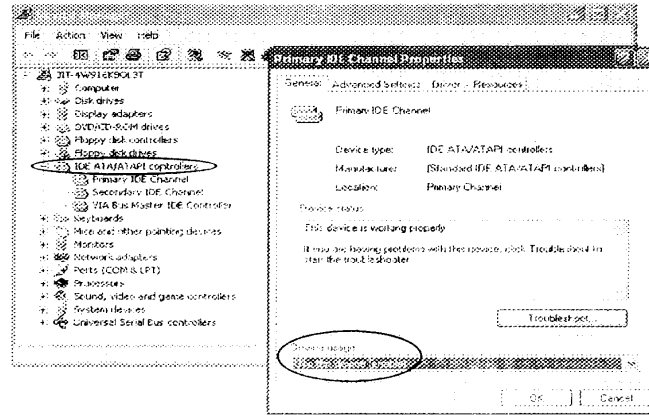 File Action View Help
JIT-4W916K9OL3T
Computer
Disk drives
Display adapters
DVD/CD-ROM drives
Floppy disk controllers
Floppy disk drives
IDE ATA/ATAPI controllers
Primary IDE Channel
Secondary IDE Channel
VIA Bus Master IDE Controller
Keyboards
Mice and other pointing devices
Monitors
Network adapters
Ports (COM & LPT)
Processors
Sound, video and game controllers
System devices
Universal Serial Bus controllers
Primary IDE Channel Properties
General Advanced Settings Driver Resources
Primary IDE Channel
Device type: IDE ATA/ATAPI controllers
Manufacturer: (Standard IDE ATA/ATAPI controllers)
Location: Primary Channel
Device status
This device is working properly.
If you are having problems with this device, click Troubleshoot to
start the troubleshooter.
Troubleshoot...
Device usage:
OK Cancel